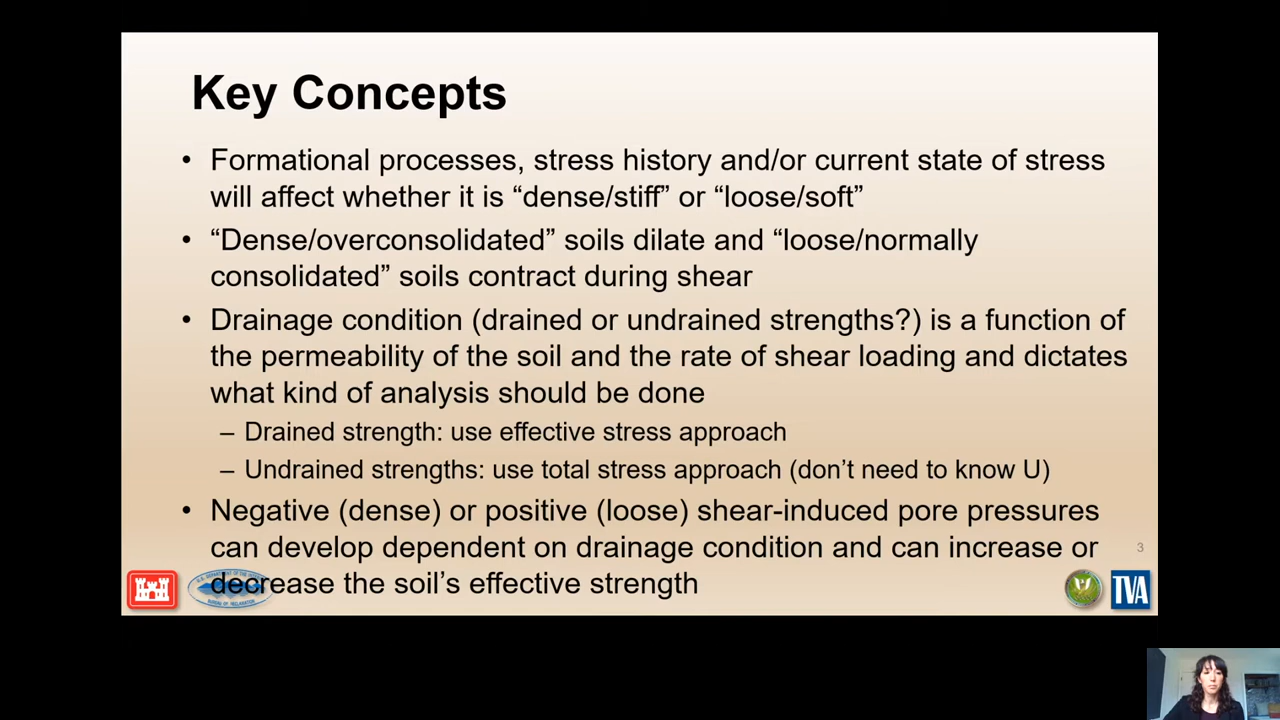 Key Concepts
• Formational processes, stress history and/or current state of stress
will affect whether it is “dense/stiff” or “loose/soft”
• “Dense/overconsolidated” soils dilate and “loose/normally
consolidated” soils contract during shear
• Drainage condition (drained or undrained strengths?) is a function of
the permeability of the soil and the rate of shear loading and dictates
what kind of analysis should be done
– Drained strength: use effective stress approach
– Undrained strengths: use total stress approach (don’t need to know U)
• Negative (dense) or positive (loose) shear-induced pore pressures
can develop dependent on drainage condition and can increase or
decrease the soil’s effective strength
3
TVA